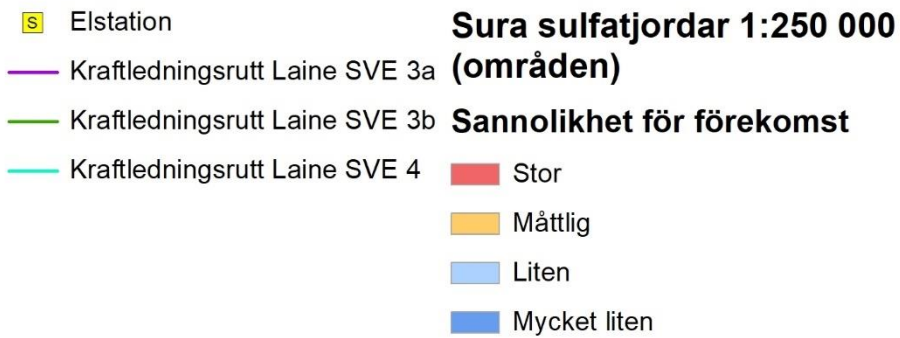 S Elstation
Kraftledningsrutt Laine SVE 3a
Kraftledningsrutt Laine SVE 3b
Kraftledningsrutt Laine SVE 4
Sura sulfatjordar 1:250 000
(områden)
Sannolikhet för förekomst
Stor
Måttlig
Liten
Mycket liten